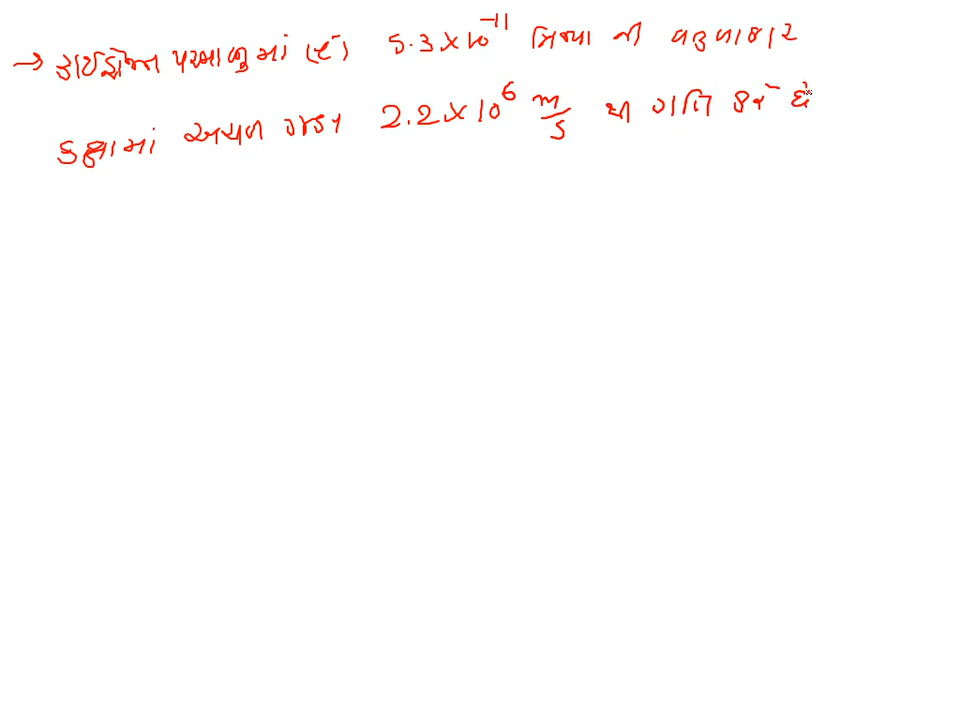 → હાઈડ્રોજન પરમાણુમાં (e⁻) 5.3×10⁻¹¹ ત્રિજ્યા ની વર્તુળાકાર
કક્ષામાં અચળ ઝડપે 2.2×10⁶ m/s થી ગતિ કરે છે